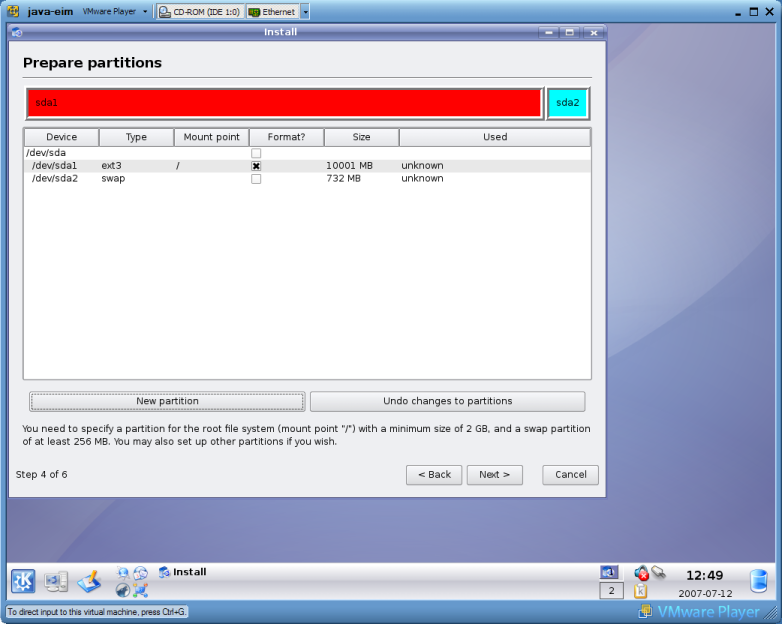 java-eim VMware Player CD-ROM (IDE 1:0) Ethernet
Install
Prepare partitions
sda1 sda2
Device Type Mount point Format? Size Used
/dev/sda
/dev/sda1 ext3 / 10001 MB unknown
/dev/sda2 swap 732 MB unknown
New partition Undo changes to partitions
You need to specify a partition for the root file system (mount point "/") with a minimum size of 2 GB, and a swap partition
of at least 256 MB. You may also set up other partitions if you wish.
Step 4 of 6 < Back Next > Cancel
Install
12:49
2 2007-07-12
To direct input to this virtual machine, press Ctrl+G. VMware Player